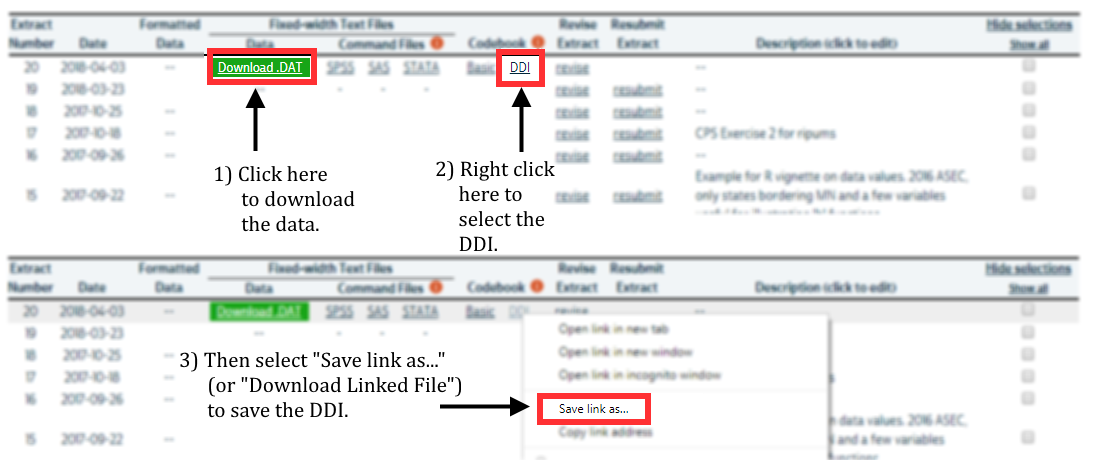 Extract Formatted Fixed-width Text Files Revise Resubmit Hide selections
Number Date Data Data Command Files Codebook Extract Extract Description (click to edit) Show all
20 2018-04-03 -- Download .DAT SPSS SAS STATA Basic DDI revise --
19 2018-03-23 -- -- - - - - revise resubmit --
18 2017-10-25 -- revise resubmit --
17 2017-10-18 -- revise resubmit CPS Exercise 2 for ripums
16 2017-09-26 -- revise resubmit --
Example for R vignette on data values. 2016 ASEC,
15 2017-09-22 -- revise resubmit only states bordering MN and a few variables
useful for illustrating lbl functions
1) Click here
to download
the data.
2) Right click
here to
select the
DDI.
Extract Formatted Fixed-width Text Files Revise Resubmit Hide selections
Number Date Data Data Command Files Codebook Extract Extract Description (click to edit) Show all
20 2018-04-03 -- Download .DAT SPSS SAS STATA Basic DDI revise --
19 2018-03-23 -- -- - - -
Open link in new tab
18 2017-10-25
Open link in new window
17 2017-10-18
Open link in incognito window
16 2017-09-26
3) Then select "Save link as..."
(or "Download Linked File")
to save the DDI.
Save link as...
Copy link address
on data values. 2016 ASEC,
15 2017-09-22 and a few variables
functions